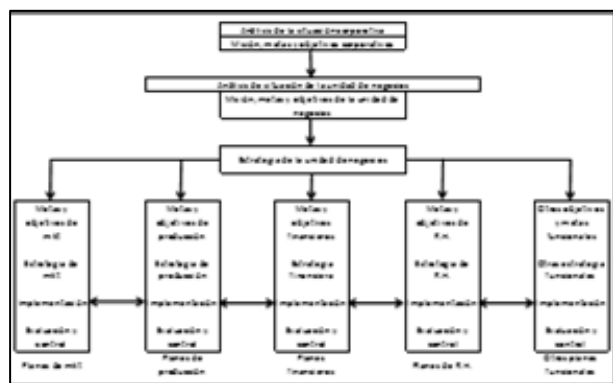 Análisis de la situación corporativa
Misión, metas y objetivos corporativos
Análisis de situación de la unidad de negocios
Misión, metas y objetivos de la unidad de
negocios
Estrategia de la unidad de negocios
Metas y
objetivos de
Estrategia de
Implementación
Evaluación y
control
Planes de
Metas y
objetivos de
producción
Estrategia de
producción
Implementación
Evaluación y
control
Planes de
producción
Metas y
objetivos
financieros
Estrategia
financiera
Implementación
Evaluación y
control
Planes
financieros
Metas y
objetivos de
R.H.
Estrategia de
R.H.
Implementación
Evaluación y
control
Planes de R.H.
Otros objetivos
y metas
funcionales
Otras estrategias
funcionales
Implementación
Evaluación y
control
Otros planes
funcionales